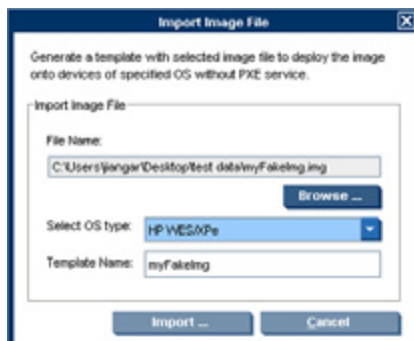 Import Image File
Generate a template with selected image file to deploy the image
onto devices of specified OS without PXE service.
Import Image File
File Name:
C:\Users\jiangar\Desktop\test data\myFakeImg.img
Browse ...
Select OS type:
HP WES/XPe
Template Name:
myFakeImg
Import ...
Cancel